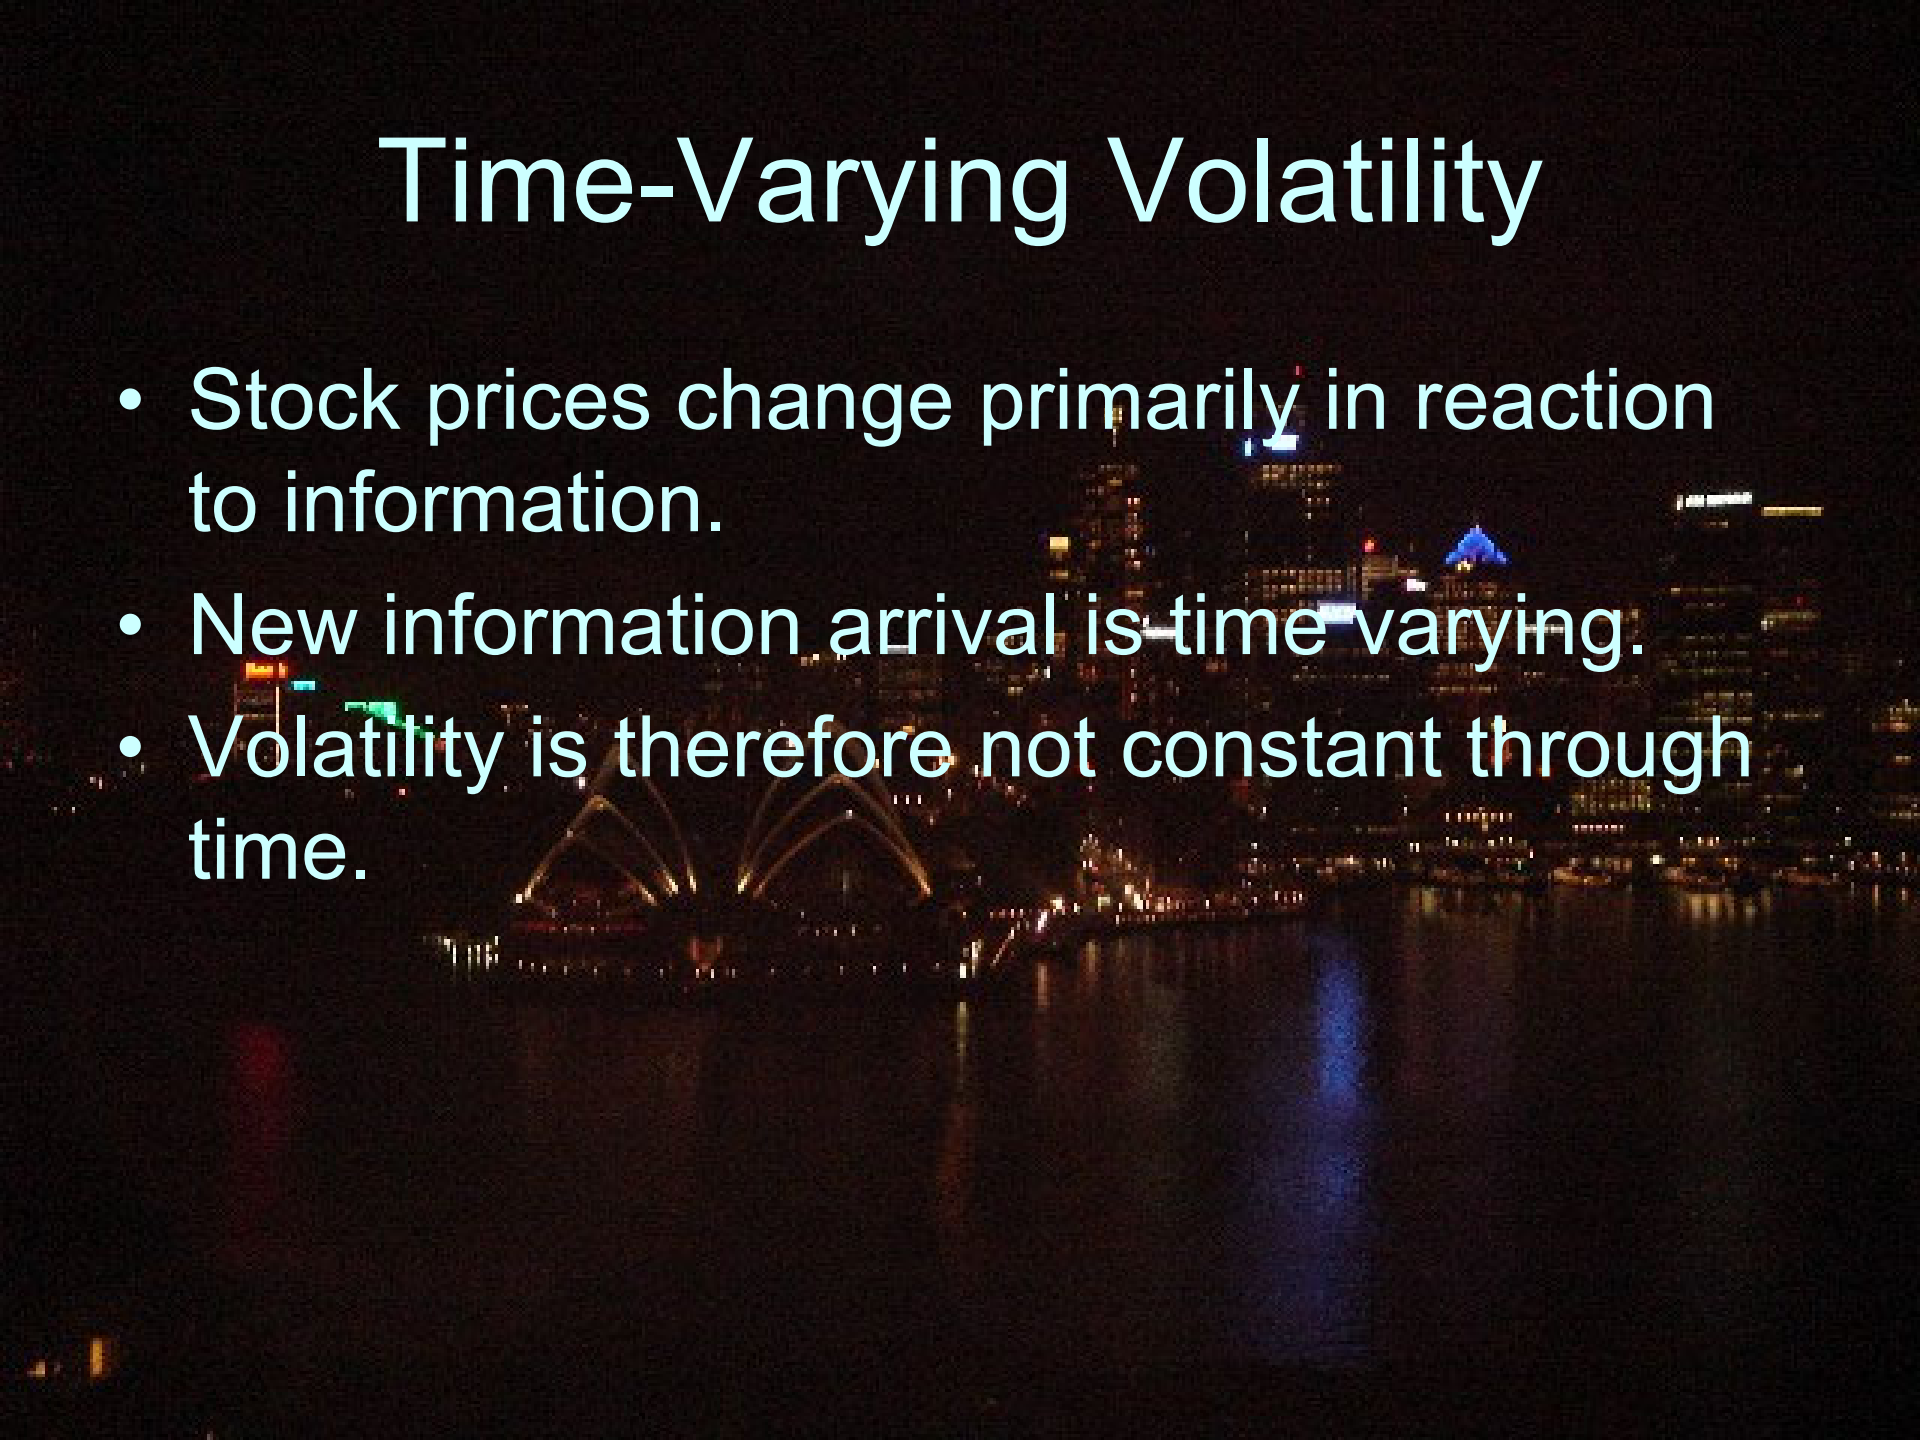 Time-Varying Volatility
• Stock prices change primarily in reaction
to information.
• New information arrival is time varying.
• Volatility is therefore not constant through
time.